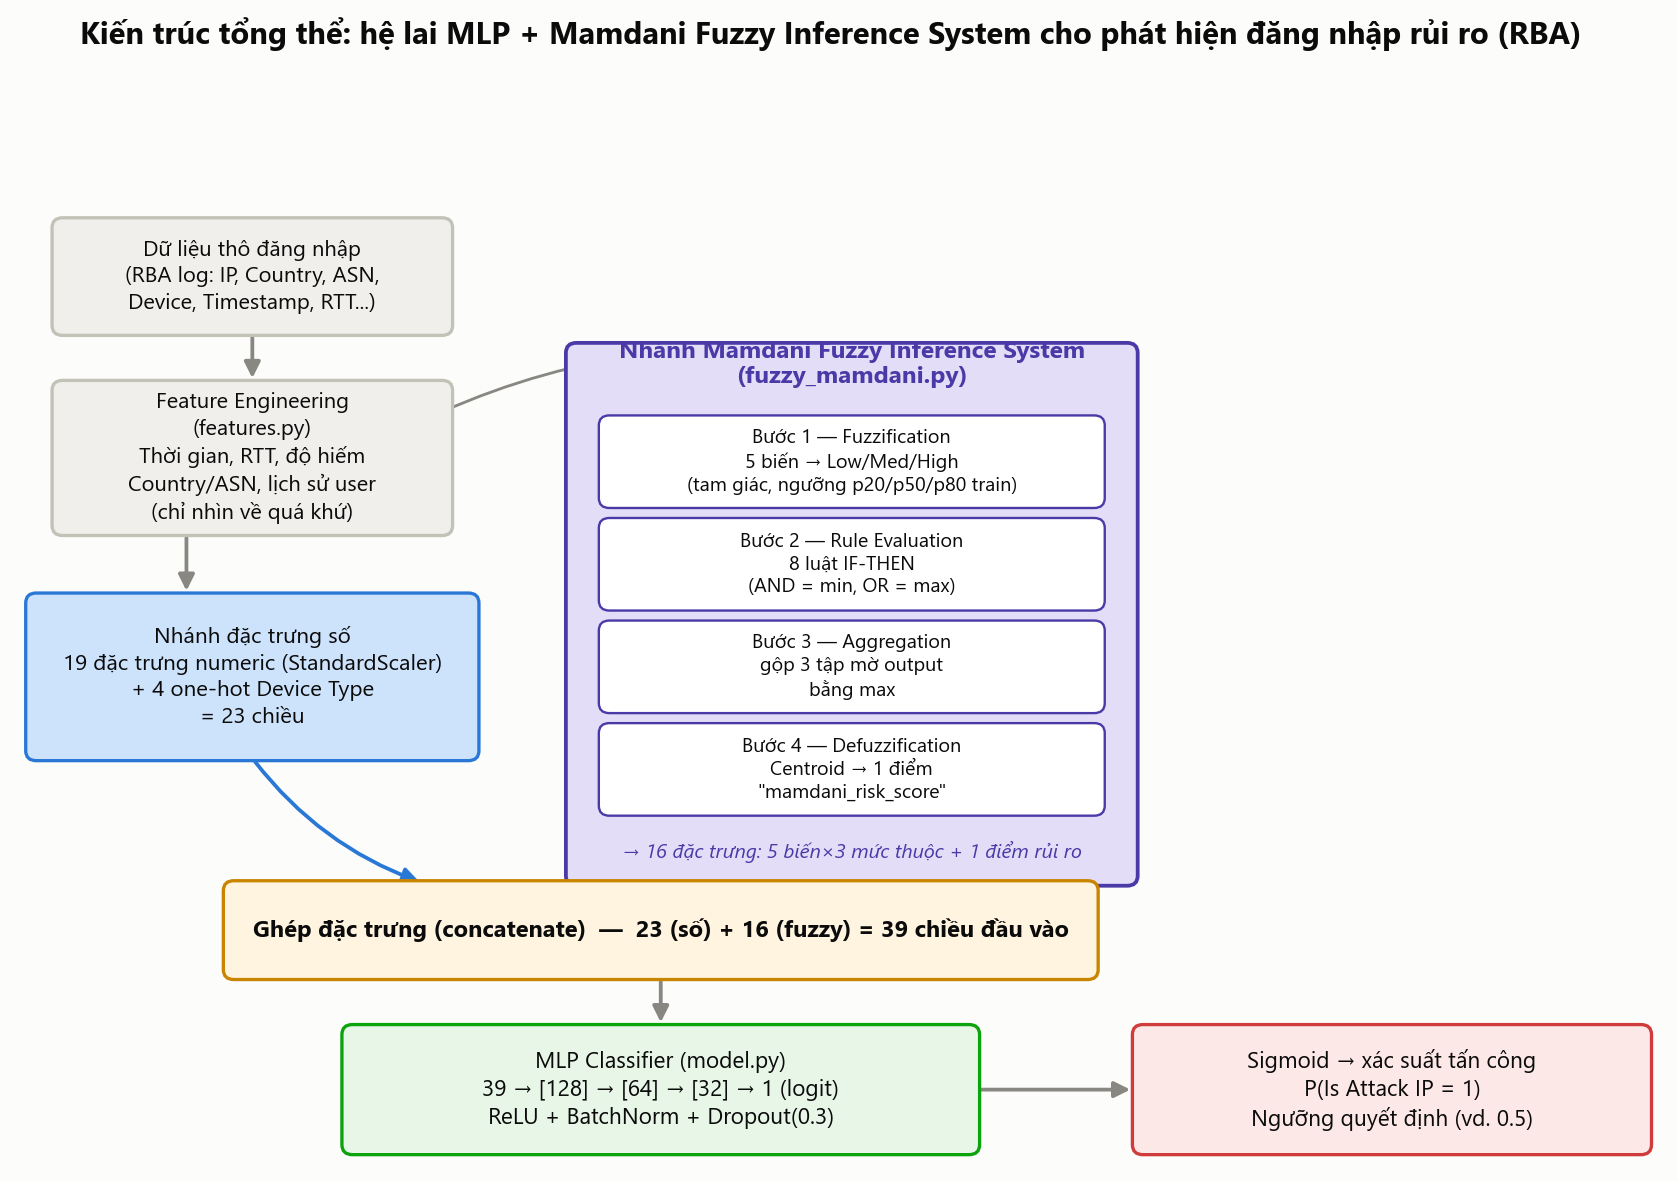 Kiến trúc tổng thể: hệ lai MLP + Mamdani Fuzzy Inference System cho phát hiện đăng nhập rủi ro (RBA)
Dữ liệu thô đăng nhập
(RBA log: IP, Country, ASN,
Device, Timestamp, RTT...)
Feature Engineering
(features.py)
Thời gian, RTT, độ hiếm
Country/ASN, lịch sử user
(chỉ nhìn về quá khứ)
Nhánh đặc trưng số
19 đặc trưng numeric (StandardScaler)
+ 4 one-hot Device Type
= 23 chiều
Nhánh Mamdani Fuzzy Inference System
(fuzzy_mamdani.py)
Bước 1 — Fuzzification
5 biến → Low/Med/High
(tam giác, ngưỡng p20/p50/p80 train)
Bước 2 — Rule Evaluation
8 luật IF-THEN
(AND = min, OR = max)
Bước 3 — Aggregation
gộp 3 tập mờ output
bằng max
Bước 4 — Defuzzification
Centroid → 1 điểm
"mamdani_risk_score"
→ 16 đặc trưng: 5 biến×3 mức thuộc + 1 điểm rủi ro
Ghép đặc trưng (concatenate) — 23 (số) + 16 (fuzzy) = 39 chiều đầu vào
MLP Classifier (model.py)
39 → [128] → [64] → [32] → 1 (logit)
ReLU + BatchNorm + Dropout(0.3)
Sigmoid → xác suất tấn công
P(Is Attack IP = 1)
Ngưỡng quyết định (vd. 0.5)